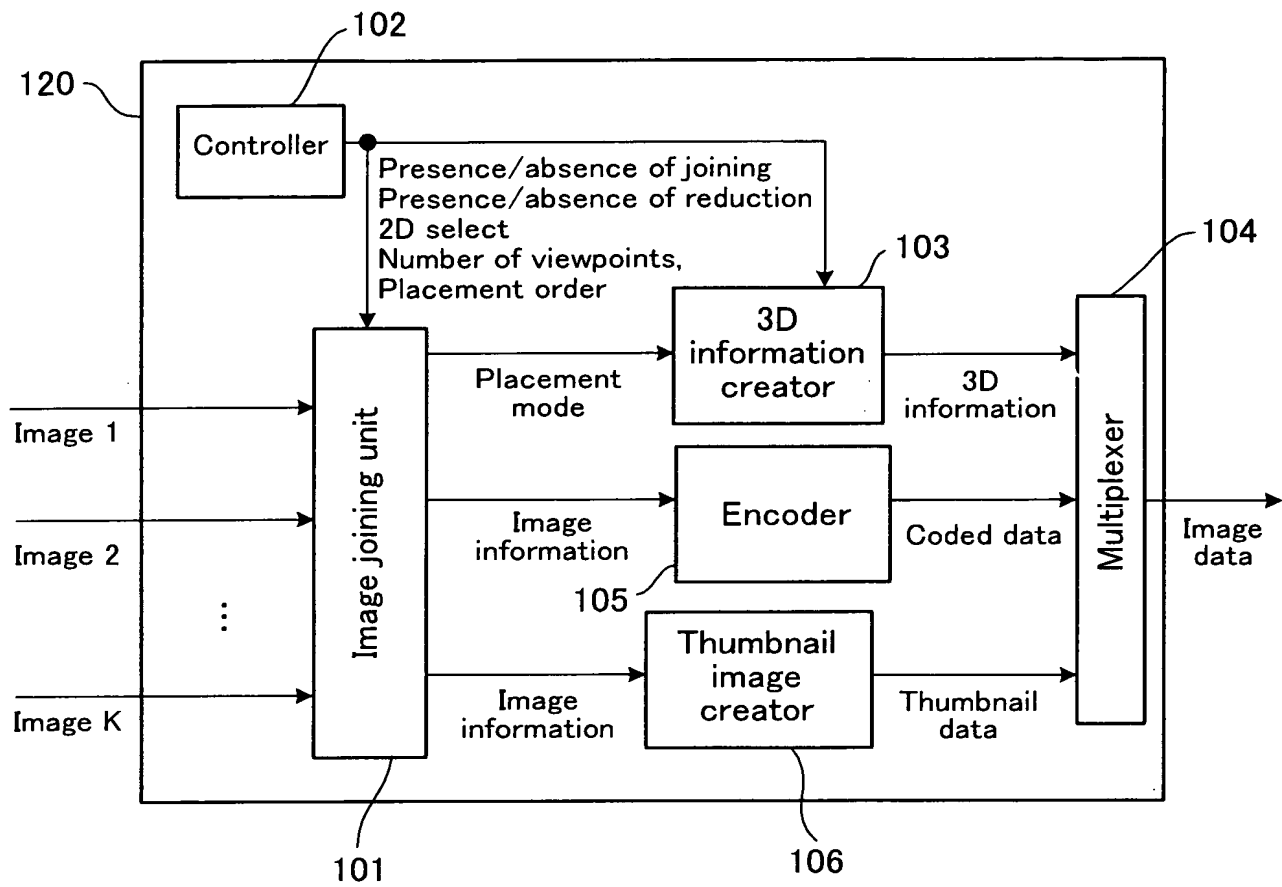 102
120
Controller
Presence/absence of joining
Presence/absence of reduction
2D select
Number of viewpoints,
Placement order
103
104
3D
information
creator
Placement
mode
3D
information
Image 1
Image joining unit
Multiplexer
Encoder
Image
information
Coded data
Image
data
Image 2
105
...
Thumbnail
image
creator
Image
information
Thumbnail
data
Image K
101
106